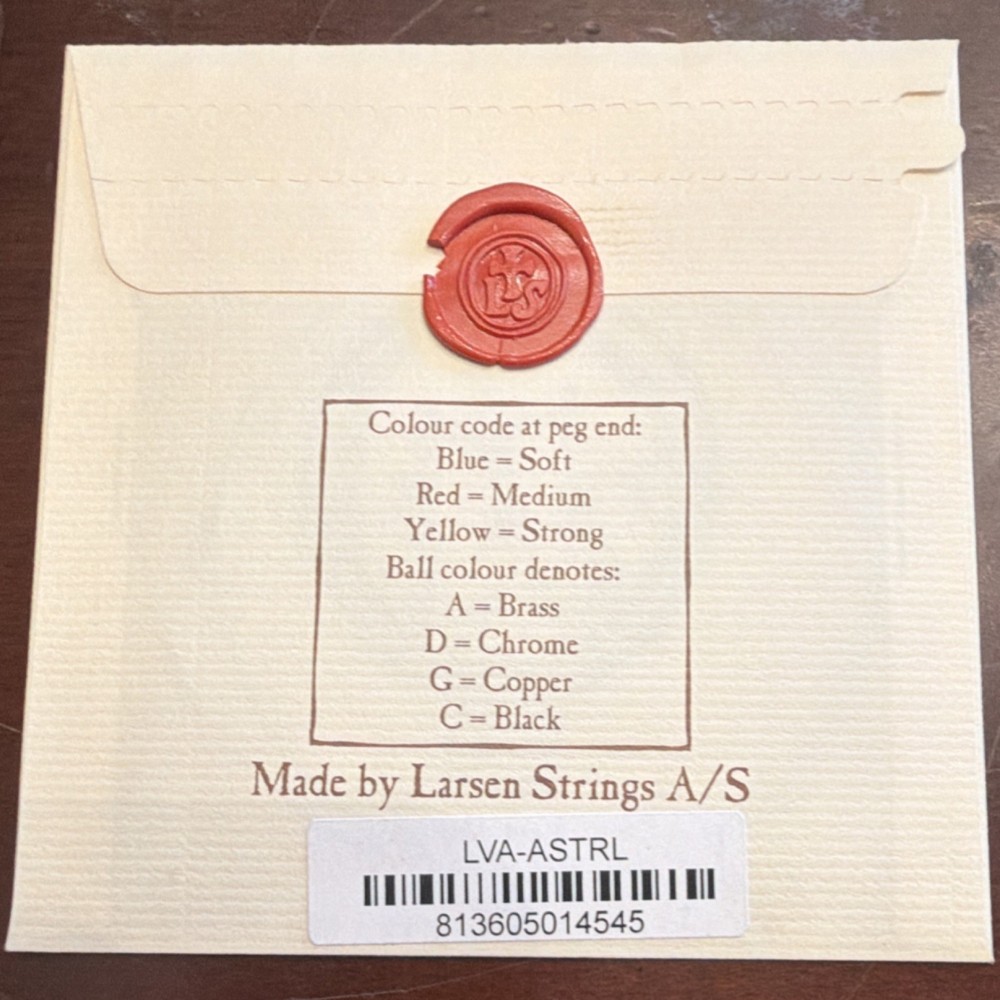 LS
Colour code at peg end:
Blue = Soft
Red = Medium
Yellow = Strong
Ball colour denotes:
A = Brass
D = Chrome
G = Copper
C = Black
Made by Larsen Strings A/S
LVA-ASTRL
813605014545